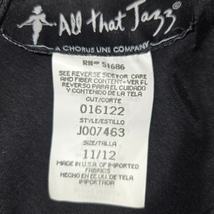 All That Jazz®
A CHORUS LINE COMPANY
RN# 51686
SEE REVERSE SIDE FOR CARE
AND FIBER CONTENT-VER EL
REVERSO PARA EL CUIDADO
Y CONTENIDO DE LA TELA
CUT/CORTE
016122
STYLE/ESTILO
J007463
SIZE/TALLA
11/12
MADE IN U.S.A. OF IMPORTED
FABRICS
HECHO EN EE.UU. DE TELA
IMPORTADA